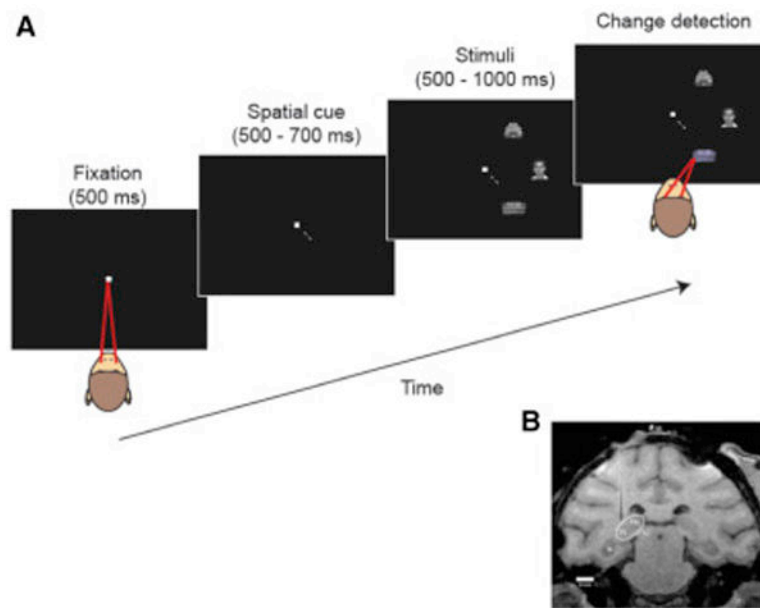 A
Fixation
(500 ms)
Spatial cue
(500 - 700 ms)
Stimuli
(500 - 1000 ms)
Change detection
Time
B